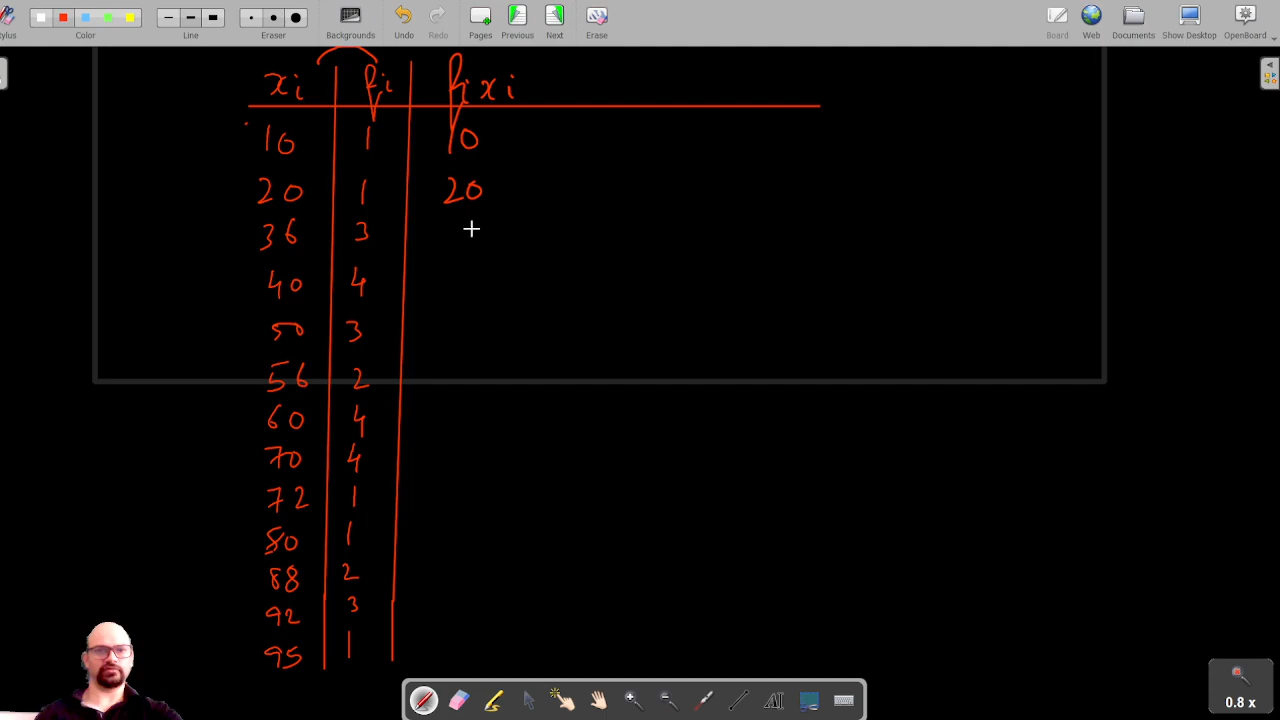 Color Line Eraser Backgrounds Undo Redo Pages Previous Next Erase Board Web Documents Show Desktop OpenBoard
xi fi fixi
10 1 10
20 1 20
36 3
40 4
50 3
56 2
60 4
70 4
72 1
80 1
88 2
92 3
95 1
AI
0.8 x